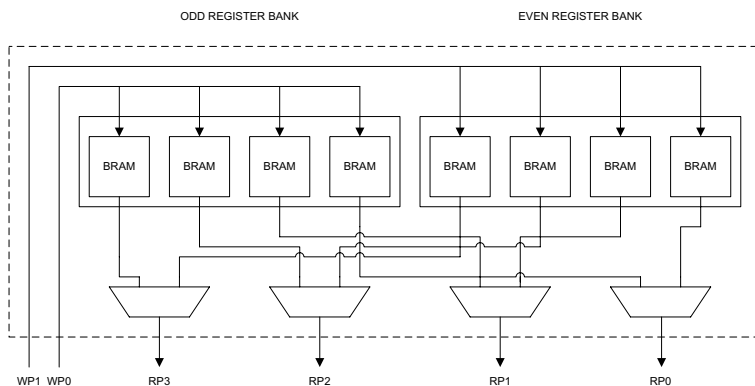 ODD REGISTER BANK EVEN REGISTER BANK
BRAM BRAM BRAM BRAM BRAM BRAM BRAM BRAM
WP1 WP0 RP3 RP2 RP1 RP0